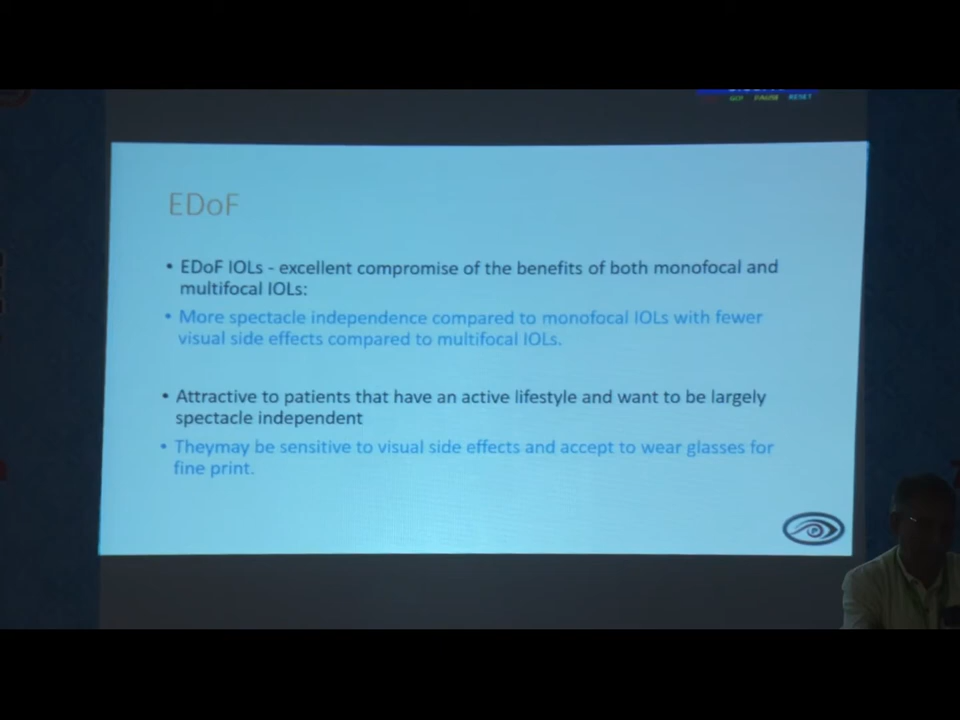 GO! PAUSE RESET
EDoF
• EDoF IOLs - excellent compromise of the benefits of both monofocal and
multifocal IOLs:
• More spectacle independence compared to monofocal IOLs with fewer
visual side effects compared to multifocal IOLs.
• Attractive to patients that have an active lifestyle and want to be largely
spectacle independent
• Theymay be sensitive to visual side effects and accept to wear glasses for
fine print.